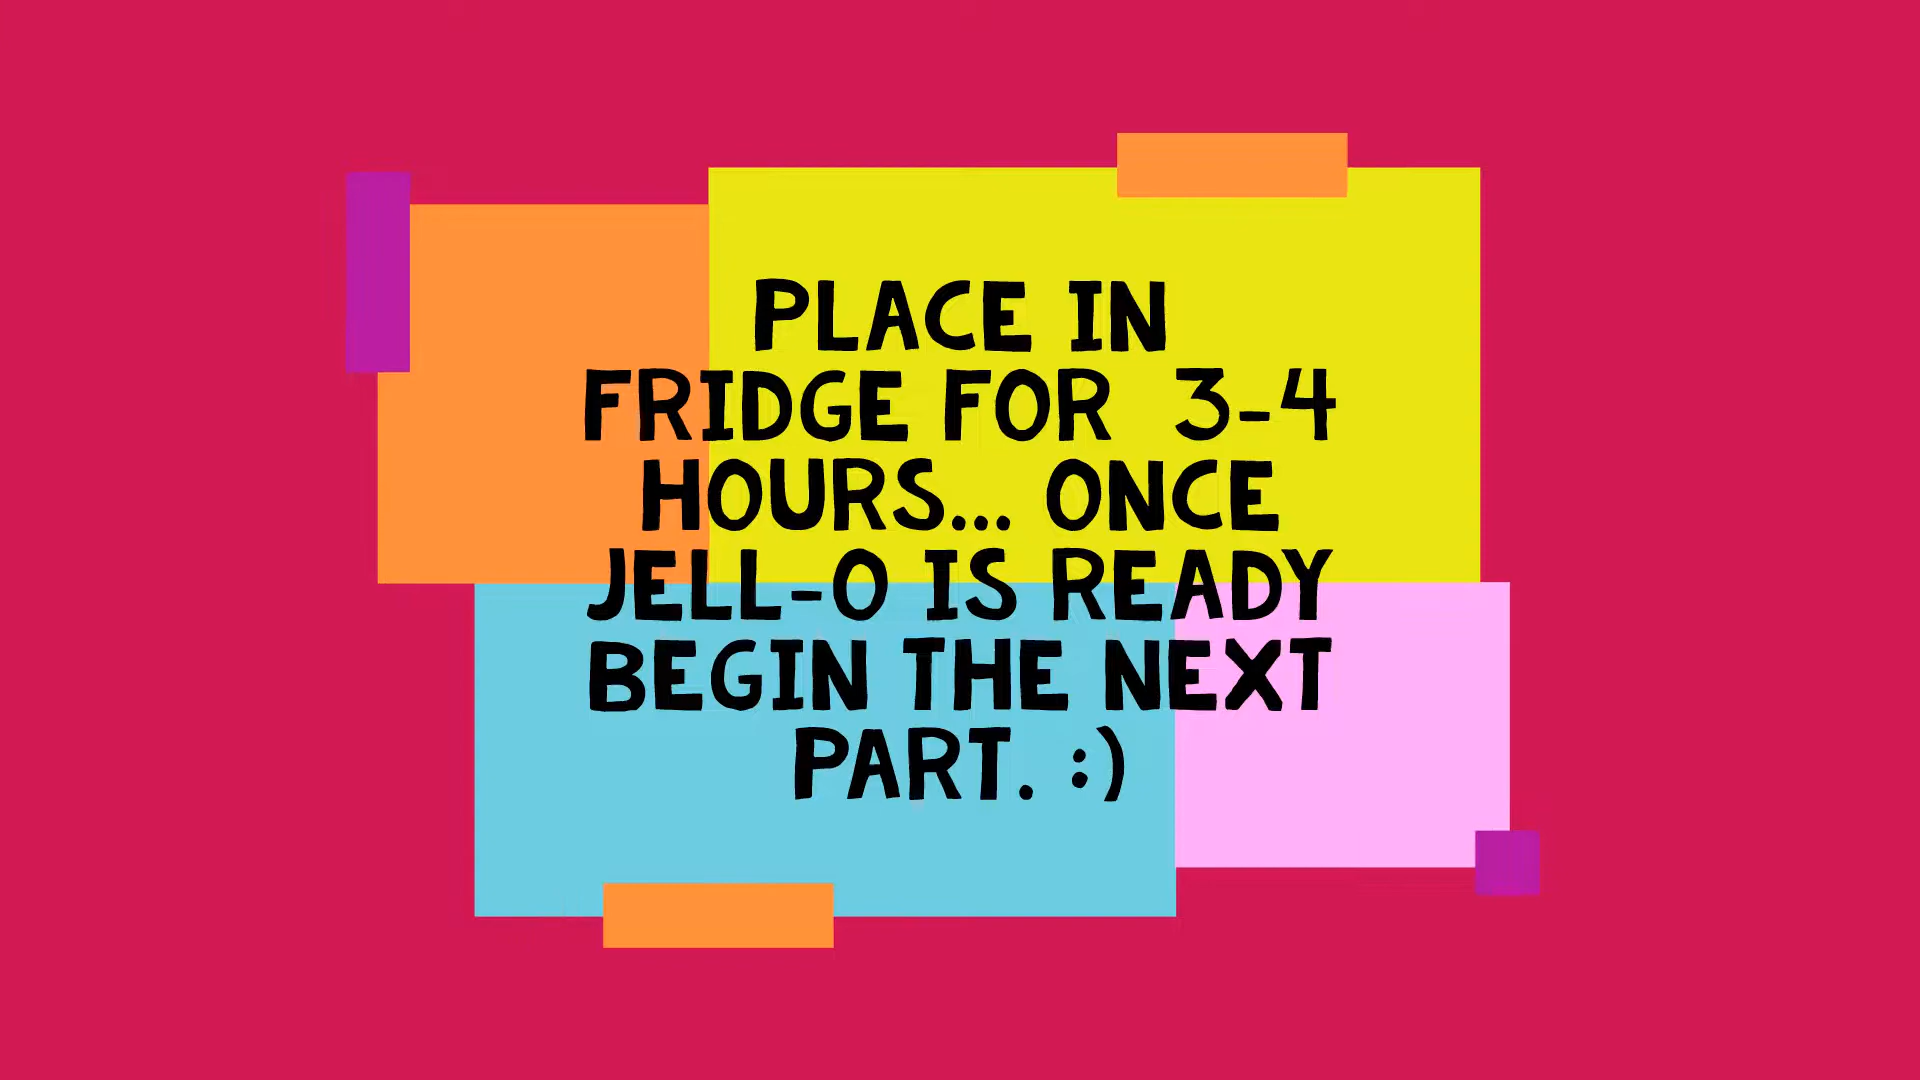 PLACE IN
FRIDGE FOR 3-4
HOURS... ONCE
JELL-O IS READY
BEGIN THE NEXT
PART. :)